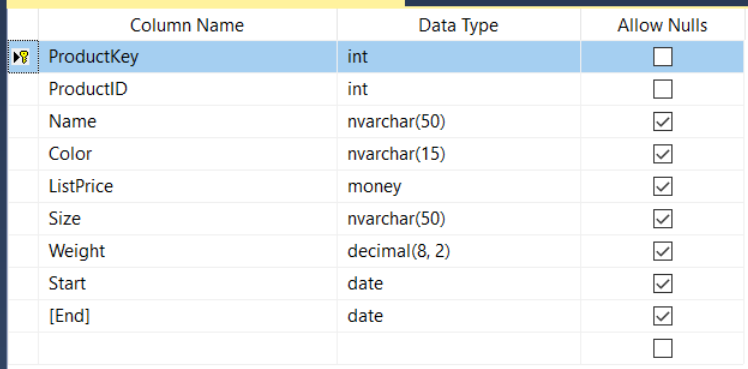 Column Name Data Type Allow Nulls
ProductKey int
ProductID int
Name nvarchar(50)
Color nvarchar(15)
ListPrice money
Size nvarchar(50)
Weight decimal(8, 2)
Start date
[End] date